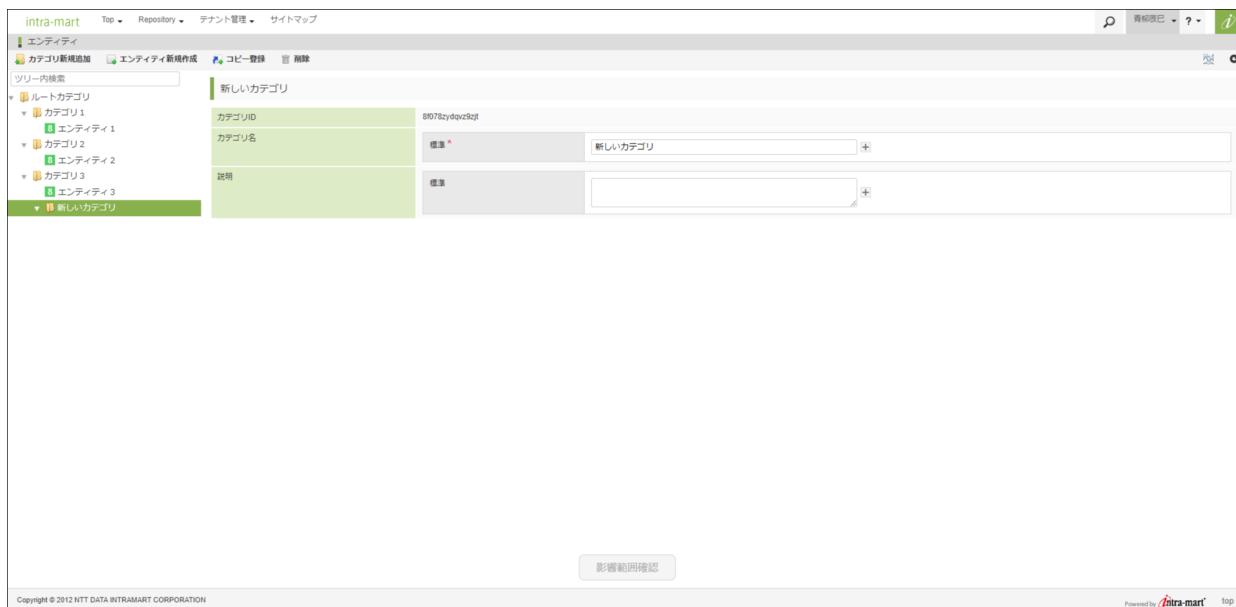 intra-mart Top Repository テナント管理 サイトマップ 青柳辰巳 ?
エンティティ
カテゴリ新規追加 エンティティ新規作成 コピー登録 削除
ツリー内検索
新しいカテゴリ
ルートカテゴリ
カテゴリ1
エンティティ1
カテゴリ2
エンティティ2
カテゴリ3
エンティティ3
新しいカテゴリ
カテゴリID 8f078zydqvz9zjt
カテゴリ名 標準 * 新しいカテゴリ
説明 標準
影響範囲確認
Copyright © 2012 NTT DATA INTRAMART CORPORATION Powered by intra-mart top